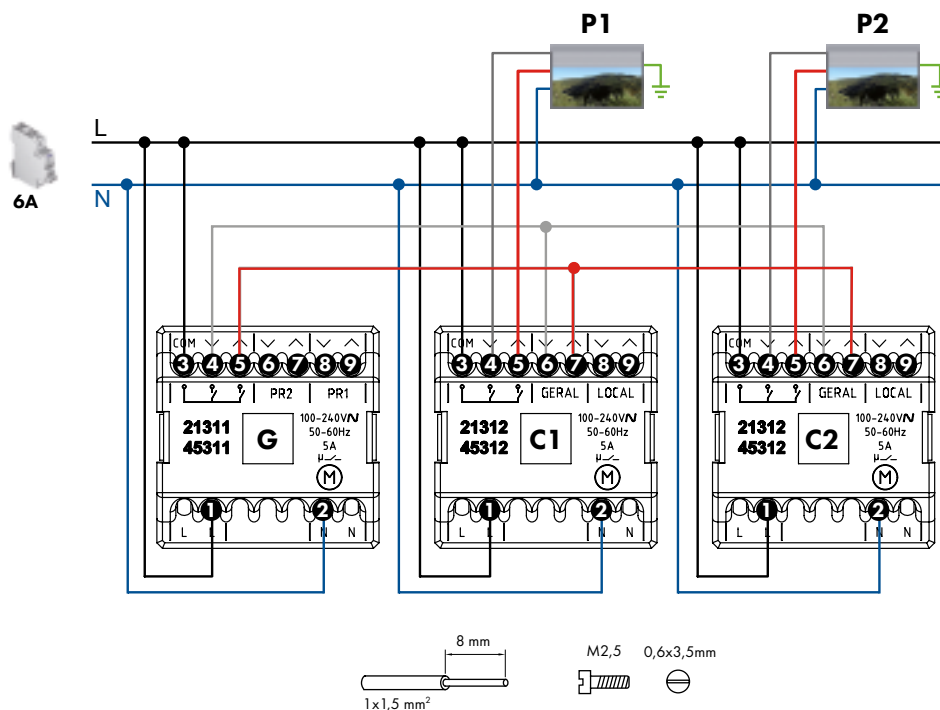 P1 P2
L
N
6A
COM
3 4 5 6 7 8 9
PR2 PR1
21311
45311
G
100-240V
50-60Hz
5A
μ
M
1 2
L L N N
COM
3 4 5 6 7 8 9
GERAL LOCAL
21312
45312
C1
100-240V
50-60Hz
5A
μ
M
1 2
L L N N
COM
3 4 5 6 7 8 9
GERAL LOCAL
21312
45312
C2
100-240V
50-60Hz
5A
μ
M
1 2
L L N N
8 mm
1x1,5 mm²
M2,5 0,6x3,5mm